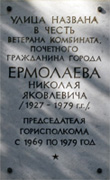 УЛИЦА НАЗВАНА
В ЧЕСТЬ
ВЕТЕРАНА КОМБИНАТА,
ПОЧЕТНОГО
ГРАЖДАНИНА ГОРОДА
ЕРМОЛАЕВА
НИКОЛАЯ
ЯКОВЛЕВИЧА
/1927 - 1979 г.г./,
ПРЕДСЕДАТЕЛЯ
ГОРИСПОЛКОМА
С 1969 ПО 1979 ГОД